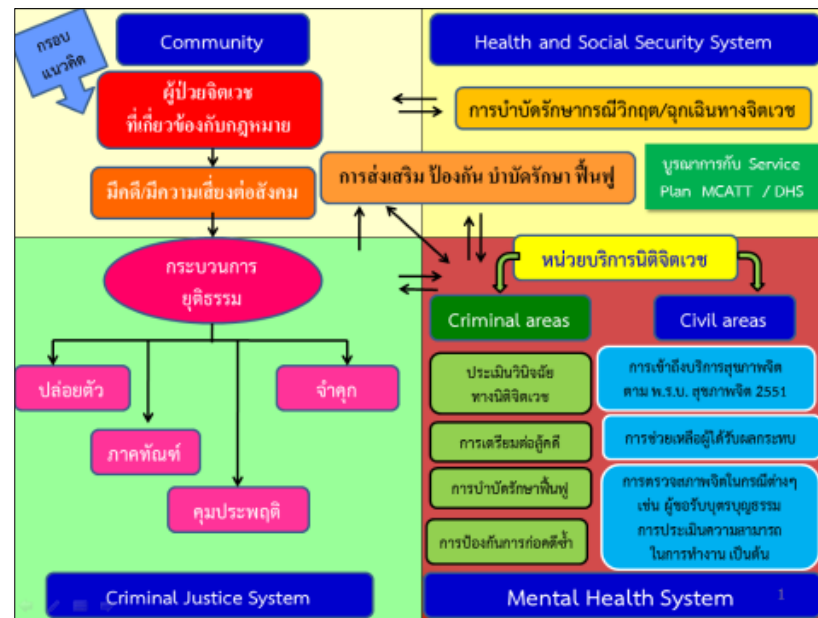 กรอบ
แนวคิด
Community
Health and Social Security System
ผู้ป่วยจิตเวช
ที่เกี่ยวข้องกับกฎหมาย
การบำบัดรักษากรณีวิกฤต/ฉุกเฉินทางจิตเวช
มีคดี/มีความเสี่ยงต่อสังคม
การส่งเสริม ป้องกัน บำบัดรักษา ฟื้นฟู
บูรณาการกับ Service
Plan MCATT / DHS
กระบวนการ
ยุติธรรม
หน่วยบริการนิติจิตเวช
Criminal areas
Civil areas
ปล่อยตัว
ภาคทัณฑ์
คุมประพฤติ
จำคุก
ประเมินวินิจฉัย
ทางนิติจิตเวช
การเตรียมต่อสู้คดี
การบำบัดรักษาฟื้นฟู
การป้องกันการก่อคดีซ้ำ
การเข้าถึงบริการสุขภาพจิต
ตาม พ.ร.บ. สุขภาพจิต 2551
การช่วยเหลือผู้ได้รับผลกระทบ
การตรวจสภาพจิตในกรณีต่างๆ
เช่น ผู้ขอรับบุตรบุญธรรม
การประเมินความสามารถ
ในการทำงาน เป็นต้น
Criminal Justice System
Mental Health System
1